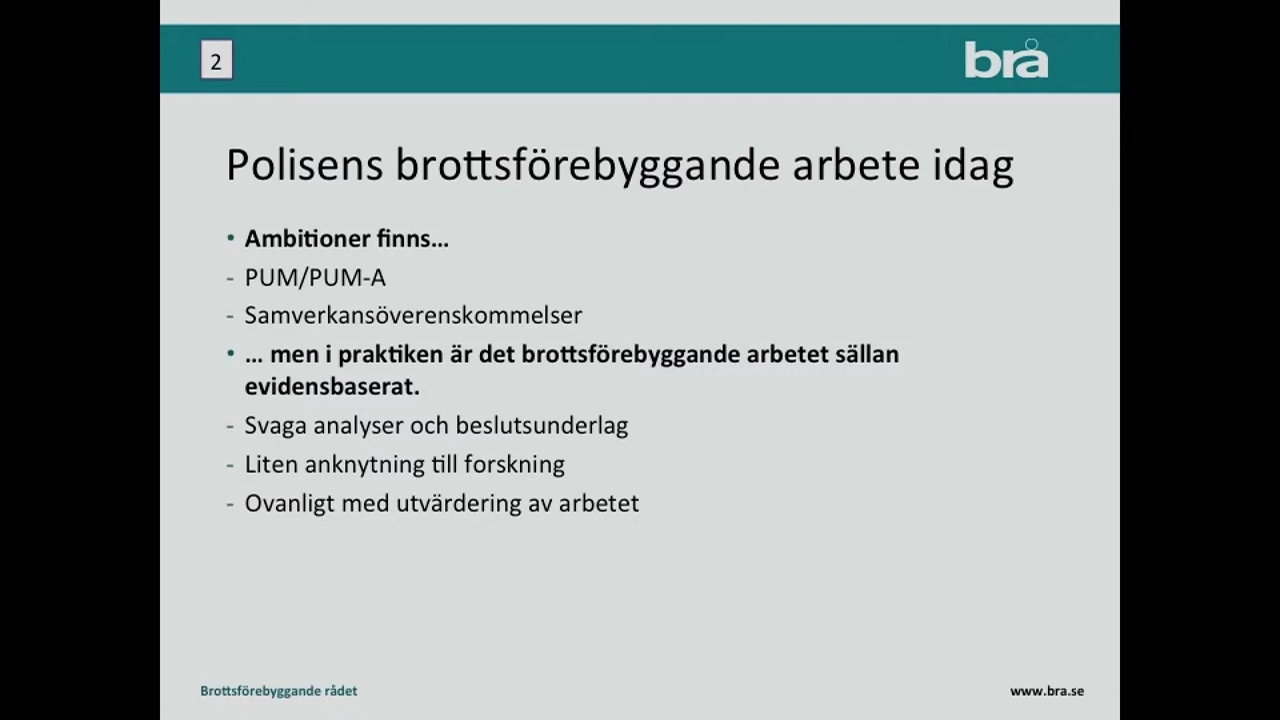 2
brå
Polisens brottsförebyggande arbete idag
• Ambitioner finns...
- PUM/PUM-A
- Samverkansöverenskommelser
• ... men i praktiken är det brottsförebyggande arbetet sällan
evidensbaserat.
- Svaga analyser och beslutsunderlag
- Liten anknytning till forskning
- Ovanligt med utvärdering av arbetet
Brottsförebyggande rådet
www.bra.se